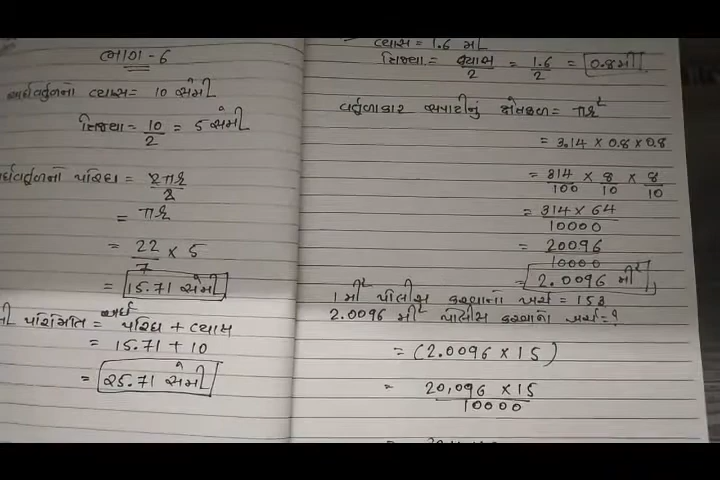 ભાગ - 6
અર્ધવર્તુળનો વ્યાસ = 10 સેમી
ત્રિજ્યા = 10/2 = 5 સેમી
ર્ધવર્તુળનો પરિઘ = 2πr/2
= πr
= 22/7 × 5
= 15.71 સેમી
ની પરિમિતિ = અર્ધ પરિઘ + વ્યાસ
= 15.71 + 10
= 25.71 સેમી
વ્યાસ = 1.6 મી
ત્રિજ્યા = વ્યાસ/2 = 1.6/2 = 0.8 મી
વર્તુળાકાર સપાટીનું ક્ષેત્રફળ = πr²
= 3.14 × 0.8 × 0.8
= 314/100 × 8/10 × 8/10
= 314 × 64/10000
= 20096/10000
= 2.0096 મી²
1 મી² પોલીસ કરવાનો ખર્ચ = 15
2.0096 મી² પોલીસ કરવાનો ખર્ચ = ?
= (2.0096 × 15)
= 20,096 × 15/10000